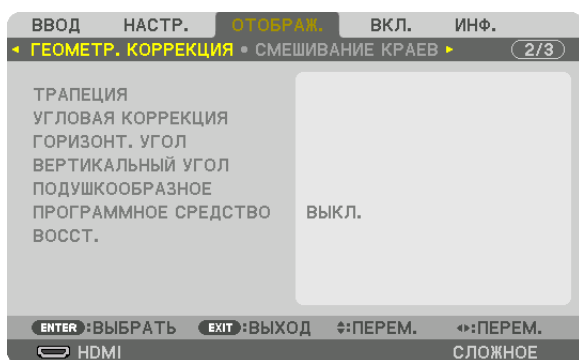 ВВОД НАСТР. ОТОБРАЖ. ВКЛ. ИНФ.
◂ ГЕОМЕТР. КОРРЕКЦИЯ • СМЕШИВАНИЕ КРАЕВ ▸ 2/3
ТРАПЕЦИЯ
УГЛОВАЯ КОРРЕКЦИЯ
ГОРИЗОНТ. УГОЛ
ВЕРТИКАЛЬНЫЙ УГОЛ
ПОДУШКООБРАЗНОЕ
ПРОГРАММНОЕ СРЕДСТВО ВЫКЛ.
ВОССТ.
ENTER :ВЫБРАТЬ EXIT :ВЫХОД :ПЕРЕМ. :ПЕРЕМ.
HDMI СЛОЖНОЕ